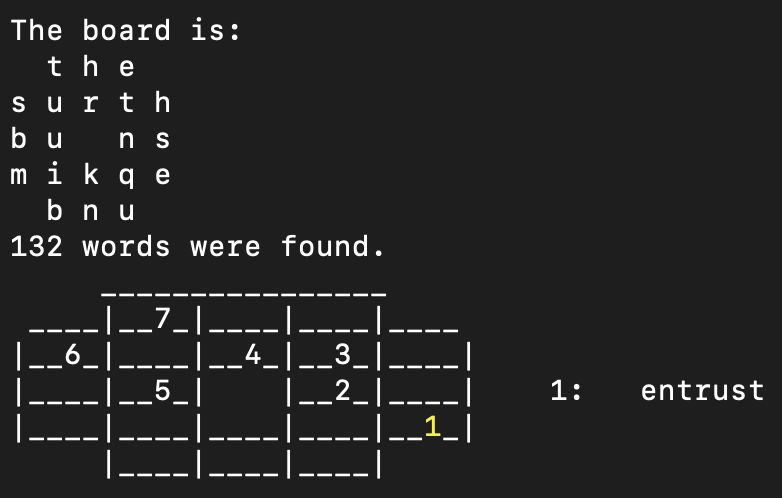 The board is:
  t h e
s u r t h
b u   n s
m i k q e
  b n u
132 words were found.
     ________________
 ____|__7_|____|____|____
|__6_|____|__4_|__3_|____|
|____|__5_|    |__2_|____|    1:   entrust
|____|____|____|____|__1_|
     |____|____|____|